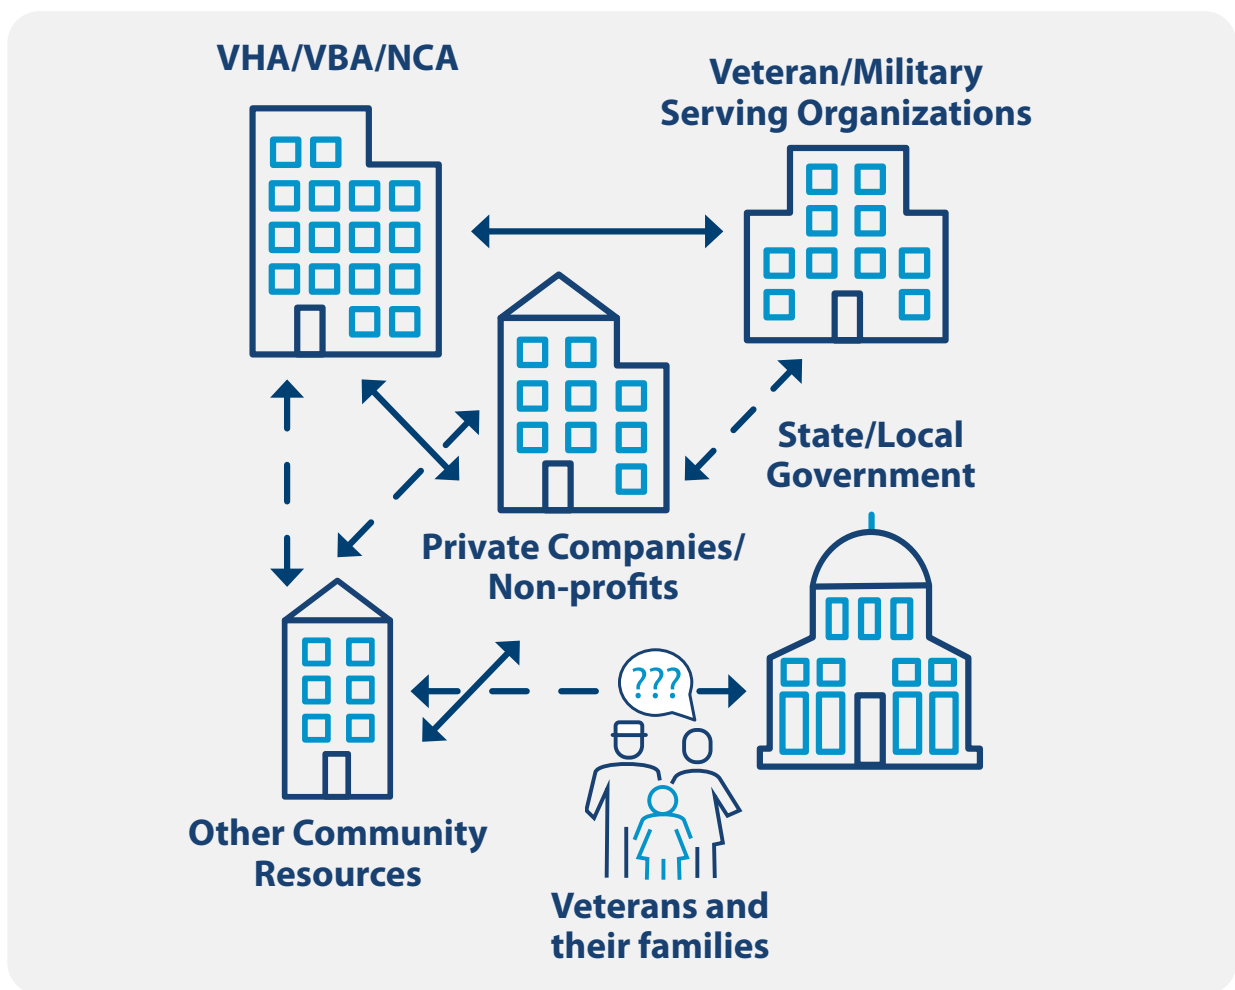 VHA/VBA/NCA
Veteran/Military
Serving Organizations
State/Local
Government
Private Companies/
Non-profits
???
Other Community
Resources
Veterans and
their families